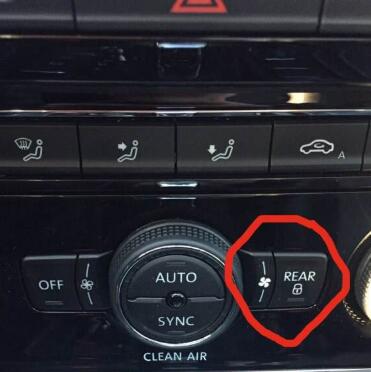 A
OFF
AUTO
SYNC
REAR
CLEAN AIR